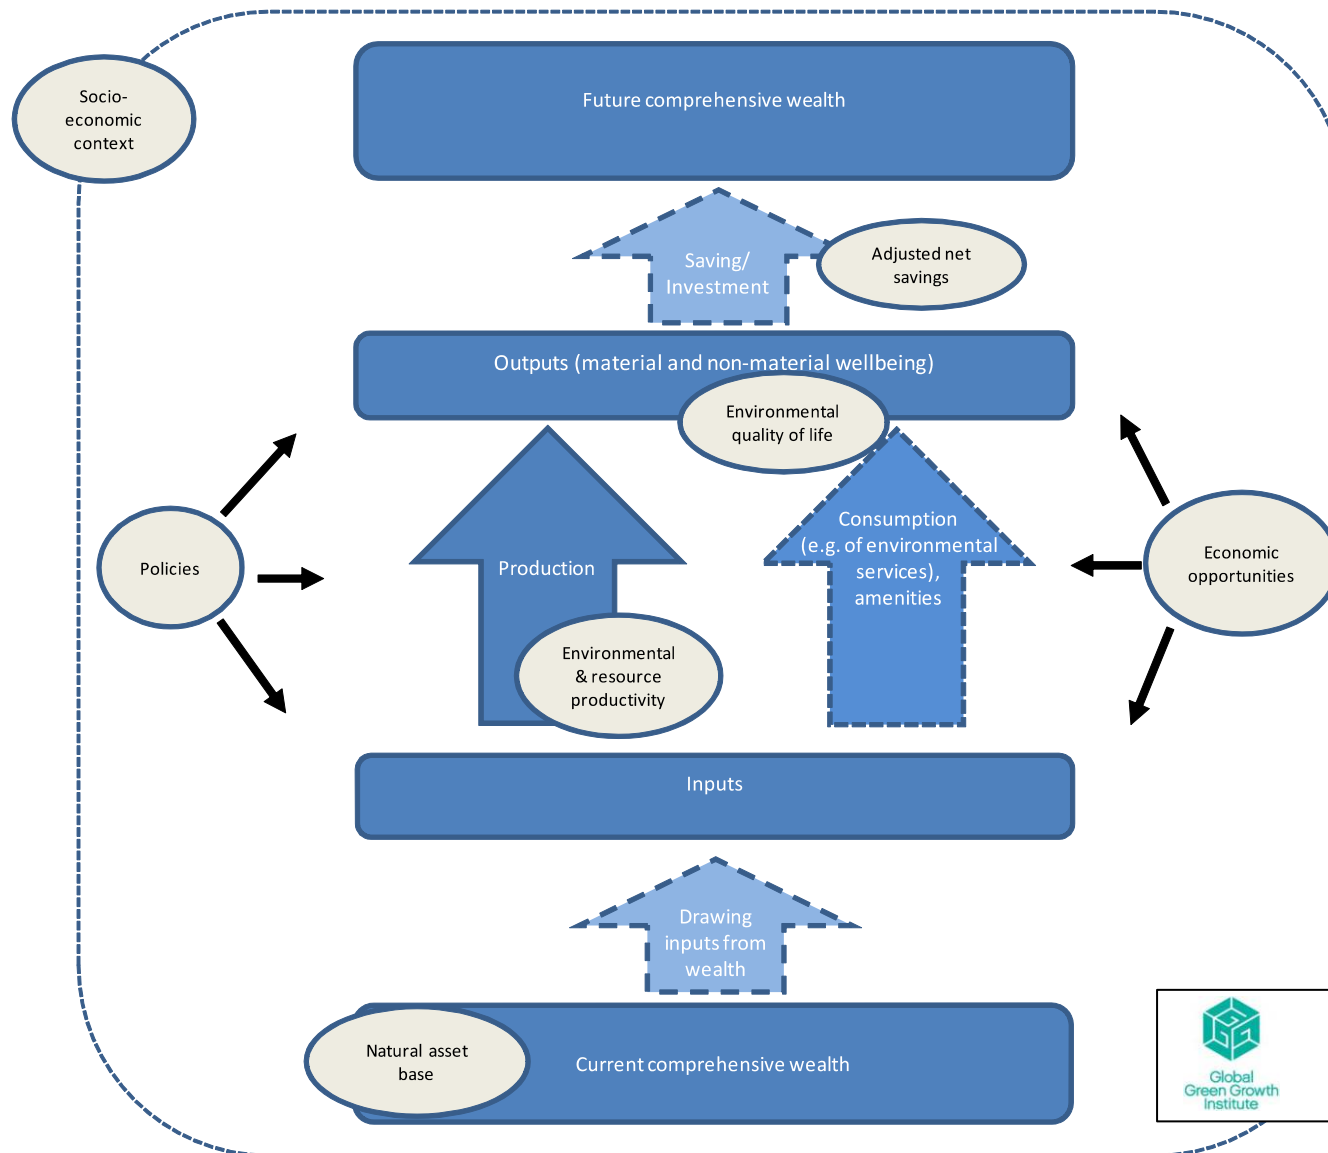 Socio-
economic
context
Future comprehensive wealth
Saving/
Investment
Adjusted net
savings
Outputs (material and non-material wellbeing)
Environmental
quality of life
Policies
Production
Consumption
(e.g. of environmental
services),
amenities
Economic
opportunities
Environmental
& resource
productivity
Inputs
Drawing
inputs from
wealth
Natural asset
base
Current comprehensive wealth
GGG
Global
Green Growth
Institute